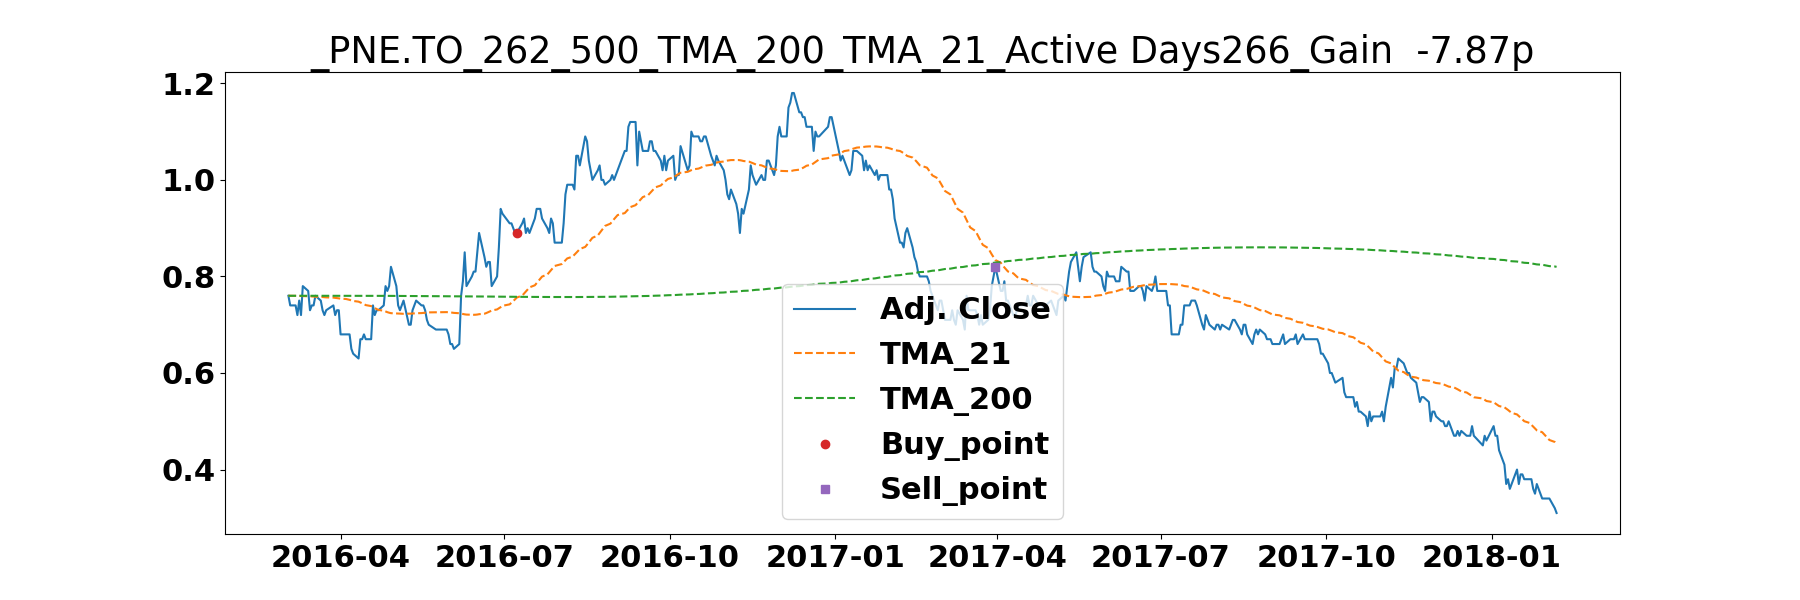 _PNE.TO_262_500_TMA_200_TMA_21_Active Days266_Gain  -7.87p
1.2
1.0
0.8
0.6
0.4
Adj. Close
TMA_21
TMA_200
Buy_point
Sell_point
2016-04 2016-07 2016-10 2017-01 2017-04 2017-07 2017-10 2018-01